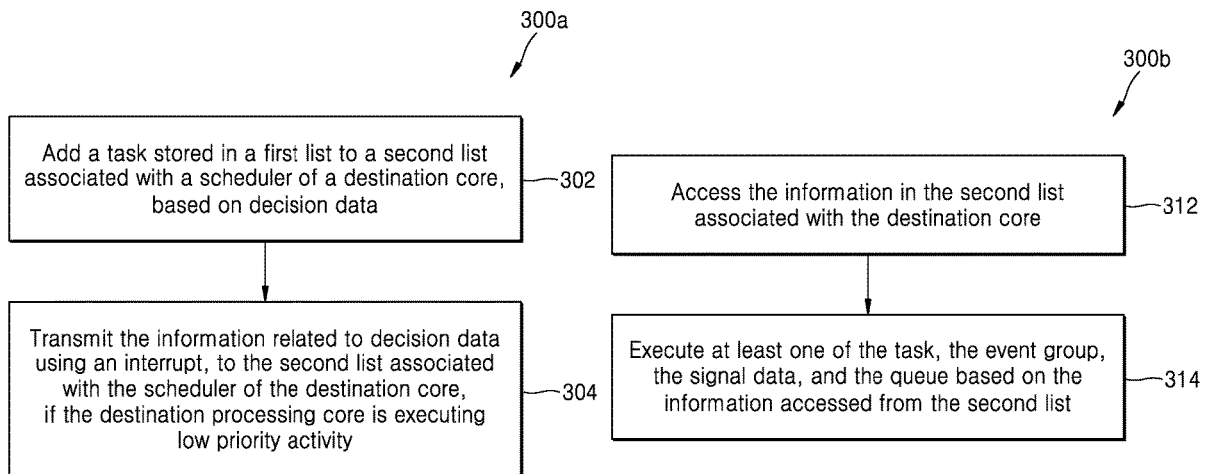 300a
Add a task stored in a first list to a second list
associated with a scheduler of a destination core,
based on decision data
302
Transmit the information related to decision data
using an interrupt, to the second list associated
with the scheduler of the destination core,
if the destination processing core is executing
low priority activity
304
300b
Access the information in the second list
associated with the destination core
312
Execute at least one of the task, the event group,
the signal data, and the queue based on the
information accessed from the second list
314